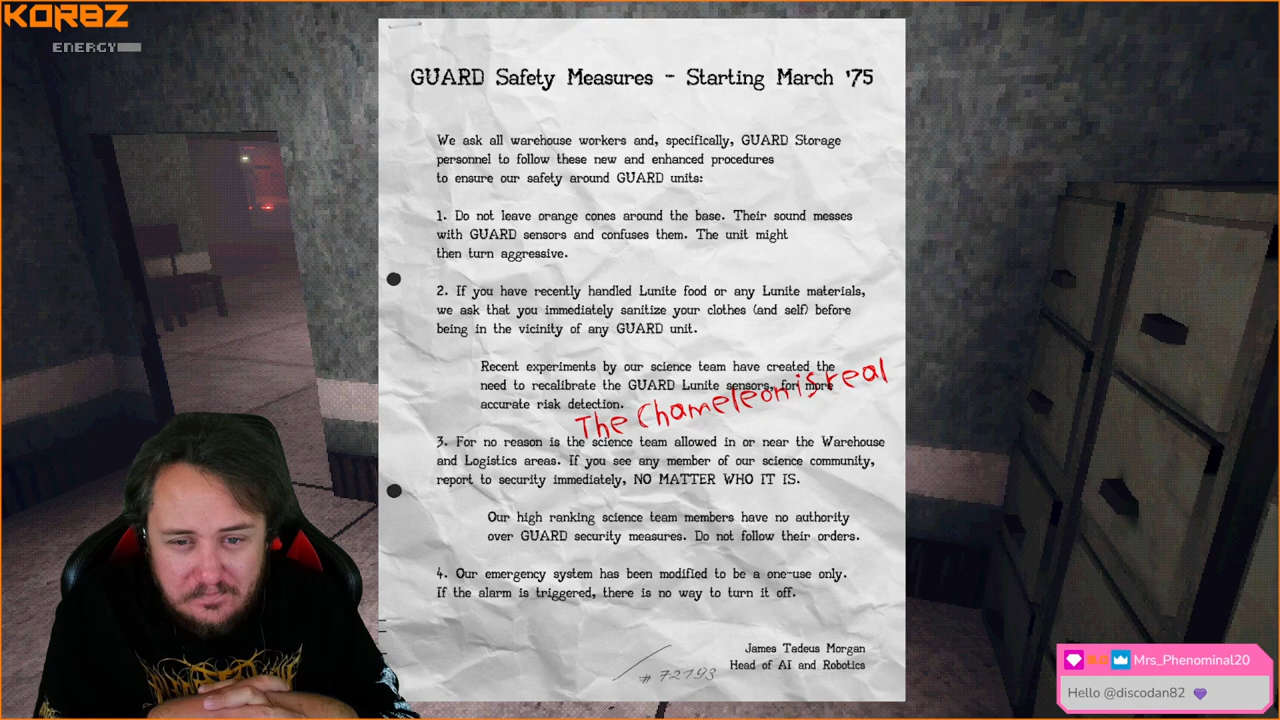 KORBZ
ENERGY
GUARD Safety Measures - Starting March '75
We ask all warehouse workers and, specifically, GUARD Storage
personnel to follow these new and enhanced procedures
to ensure our safety around GUARD units:
1. Do not leave orange cones around the base. Their sound messes
with GUARD sensors and confuses them. The unit might
then turn aggressive.
2. If you have recently handled Lunite food or any Lunite materials,
we ask that you immediately sanitize your clothes (and self) before
being in the vicinity of any GUARD unit.
Recent experiments by our science team have created the
need to recalibrate the GUARD Lunite sensors, for more
accurate risk detection.
The Chameleon is real
3. For no reason is the science team allowed in or near the Warehouse
and Logistics areas. If you see any member of our science community,
report to security immediately, NO MATTER WHO IT IS.
Our high ranking science team members have no authority
over GUARD security measures. Do not follow their orders.
4. Our emergency system has been modified to be a one-use only.
If the alarm is triggered, there is no way to turn it off.
James Tadeus Morgan
Head of AI and Robotics
# 72193
Mrs_Phenominal20
Hello @discodan82 💜